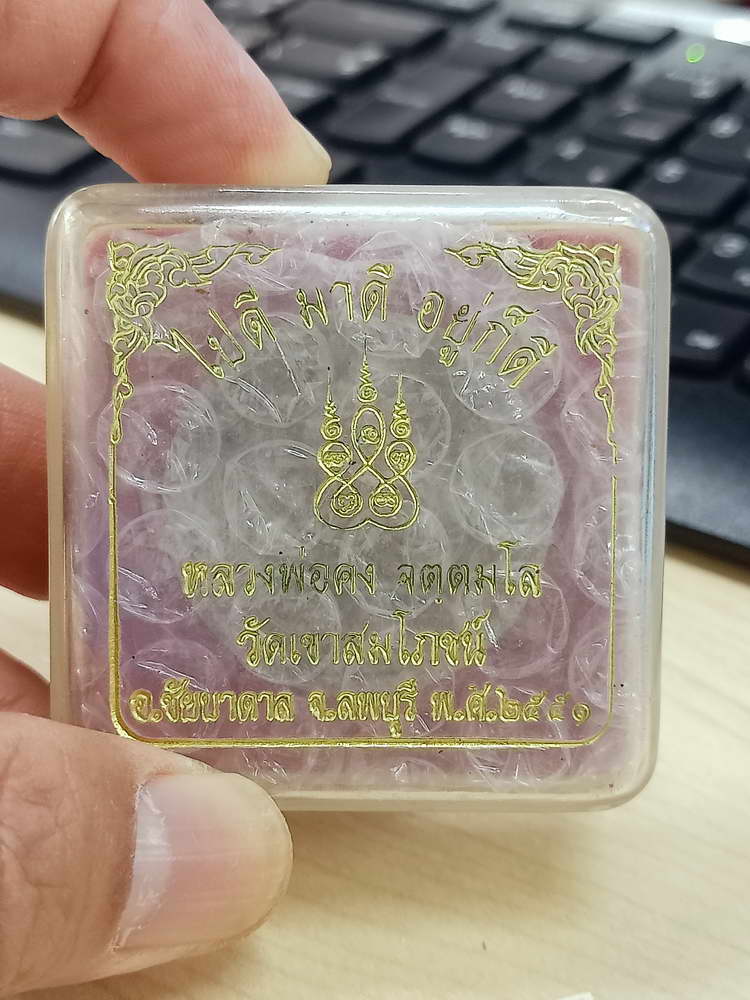 ไปดี มาดี อยู่ก็ดี
หลวงพ่อคง จตฺตมโล
วัดเขาสมโภชน์
อ.ชัยบาดาล จ.ลพบุรี พ.ศ.๒๕๕๑